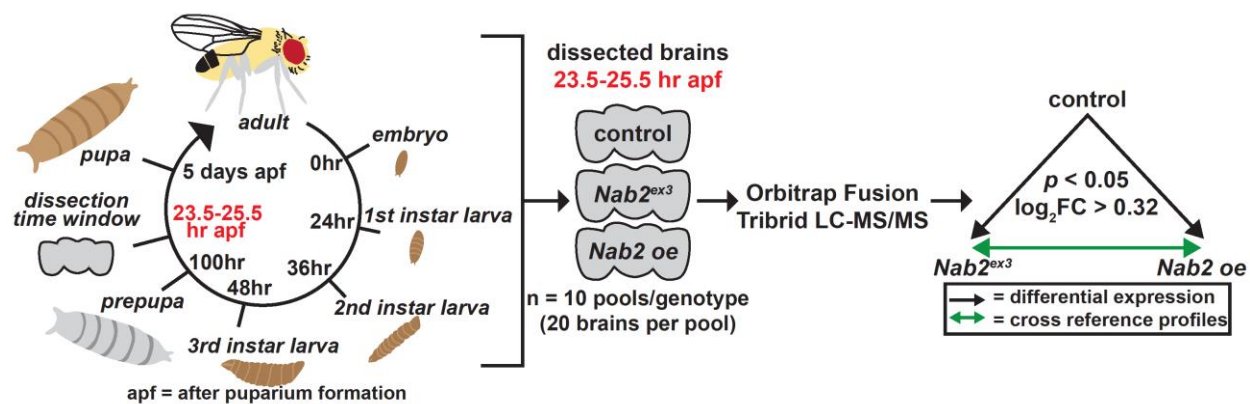 adult
embryo
0hr
pupa
5 days apf
dissection
time window
23.5-25.5
hr apf
24hr
1st instar larva
100hr
36hr
prepupa
48hr
2nd instar larva
3rd instar larva
apf = after puparium formation
dissected brains
23.5-25.5 hr apf
control
Nab2ex3
Nab2 oe
n = 10 pools/genotype
(20 brains per pool)
Orbitrap Fusion
Tribrid LC-MS/MS
control
p < 0.05
log2FC > 0.32
Nab2ex3
Nab2 oe
= differential expression
= cross reference profiles